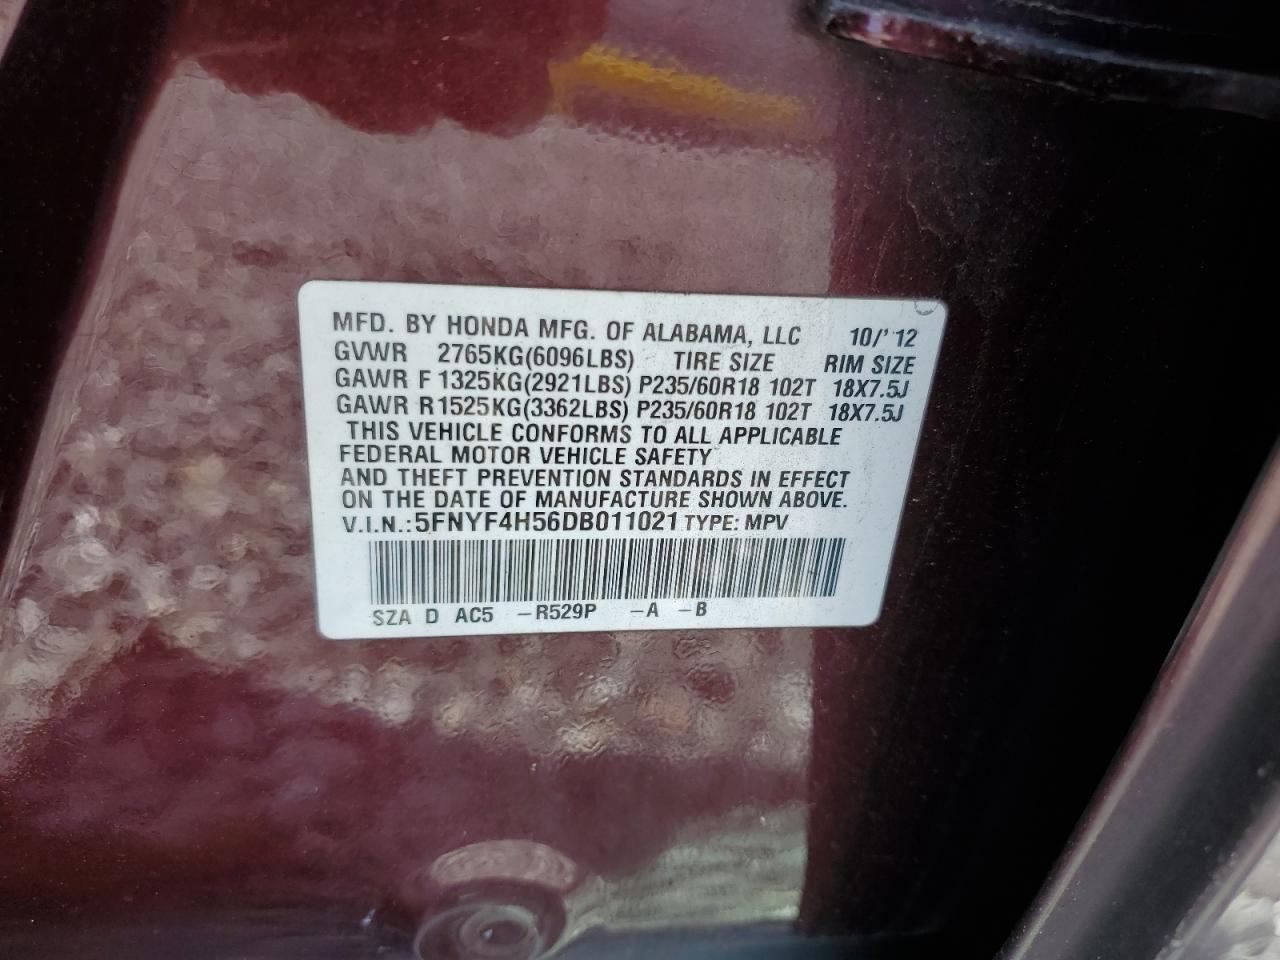 MFD. BY HONDA MFG. OF ALABAMA, LLC 10/'12
GVWR 2765KG(6096LBS) TIRE SIZE RIM SIZE
GAWR F 1325KG(2921LBS) P235/60R18 102T 18X7.5J
GAWR R 1525KG(3362LBS) P235/60R18 102T 18X7.5J
THIS VEHICLE CONFORMS TO ALL APPLICABLE
FEDERAL MOTOR VEHICLE SAFETY
AND THEFT PREVENTION STANDARDS IN EFFECT
ON THE DATE OF MANUFACTURE SHOWN ABOVE.
V.I.N.:5FNYF4H56DB011021 TYPE: MPV
SZA D AC5 -R529P -A -B